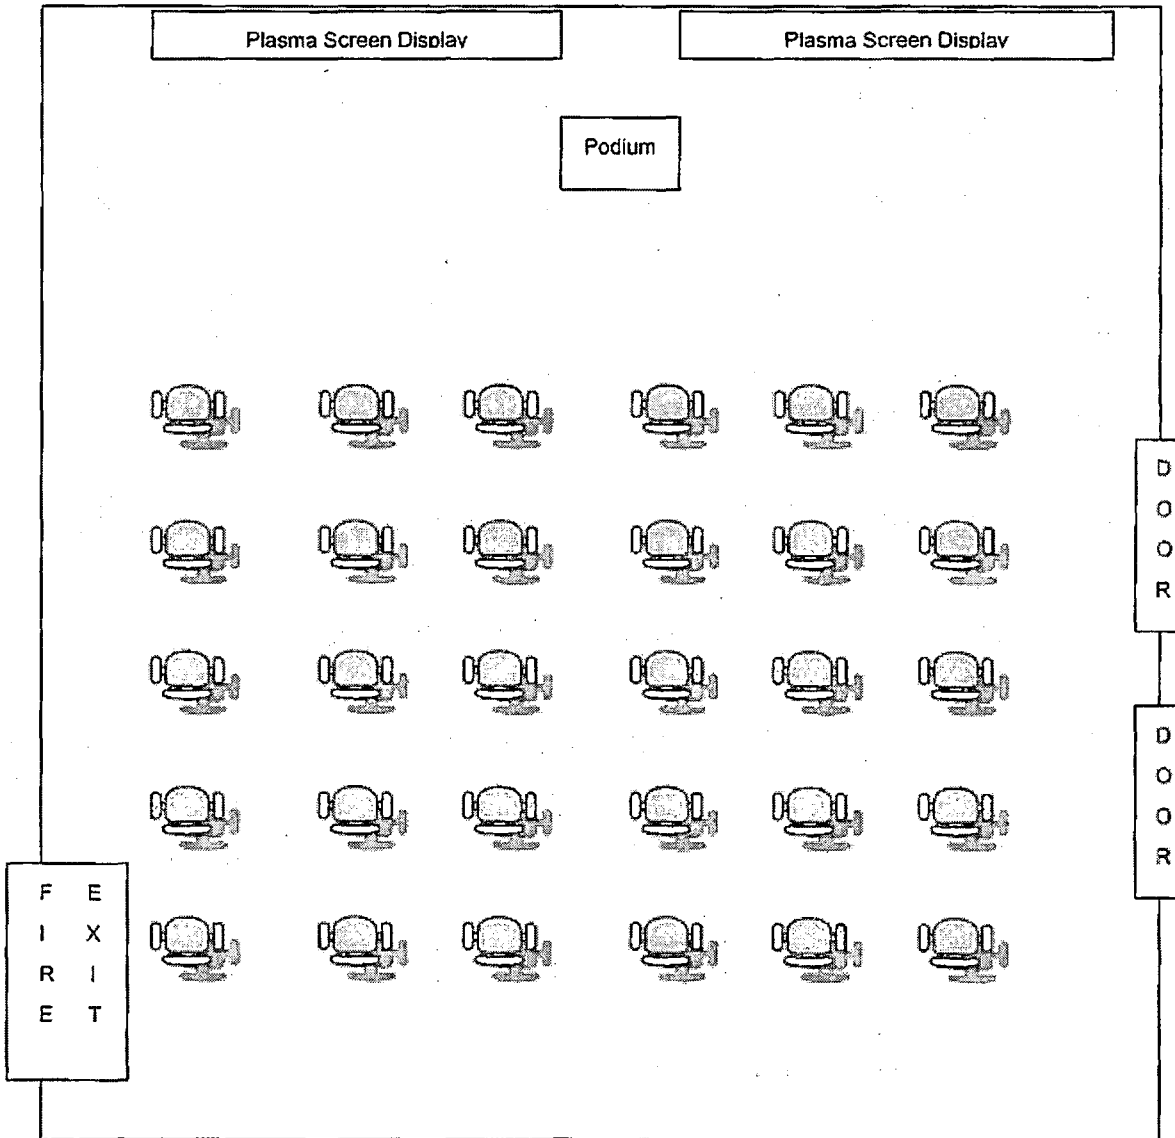 Plasma Screen Display
Plasma Screen Display
Podium
DOOR
DOOR
FIRE
EXIT